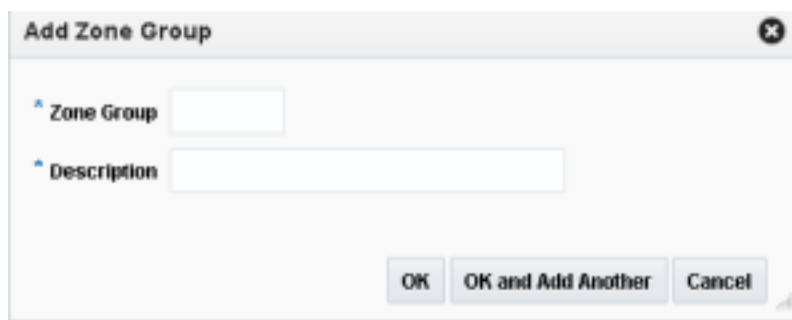 Add Zone Group
* Zone Group
* Description
OK OK and Add Another Cancel